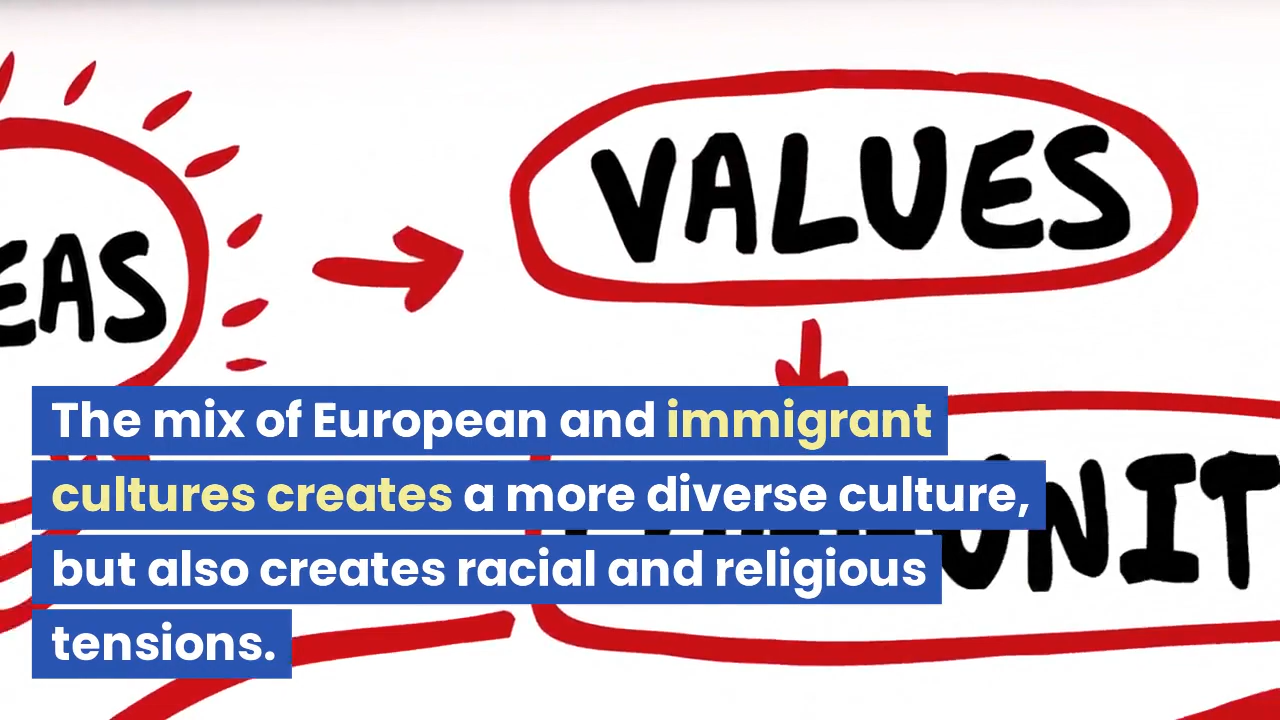 VALUES
EAS
The mix of European and immigrant
cultures creates a more diverse culture,
but also creates racial and religious
tensions.
UNIT